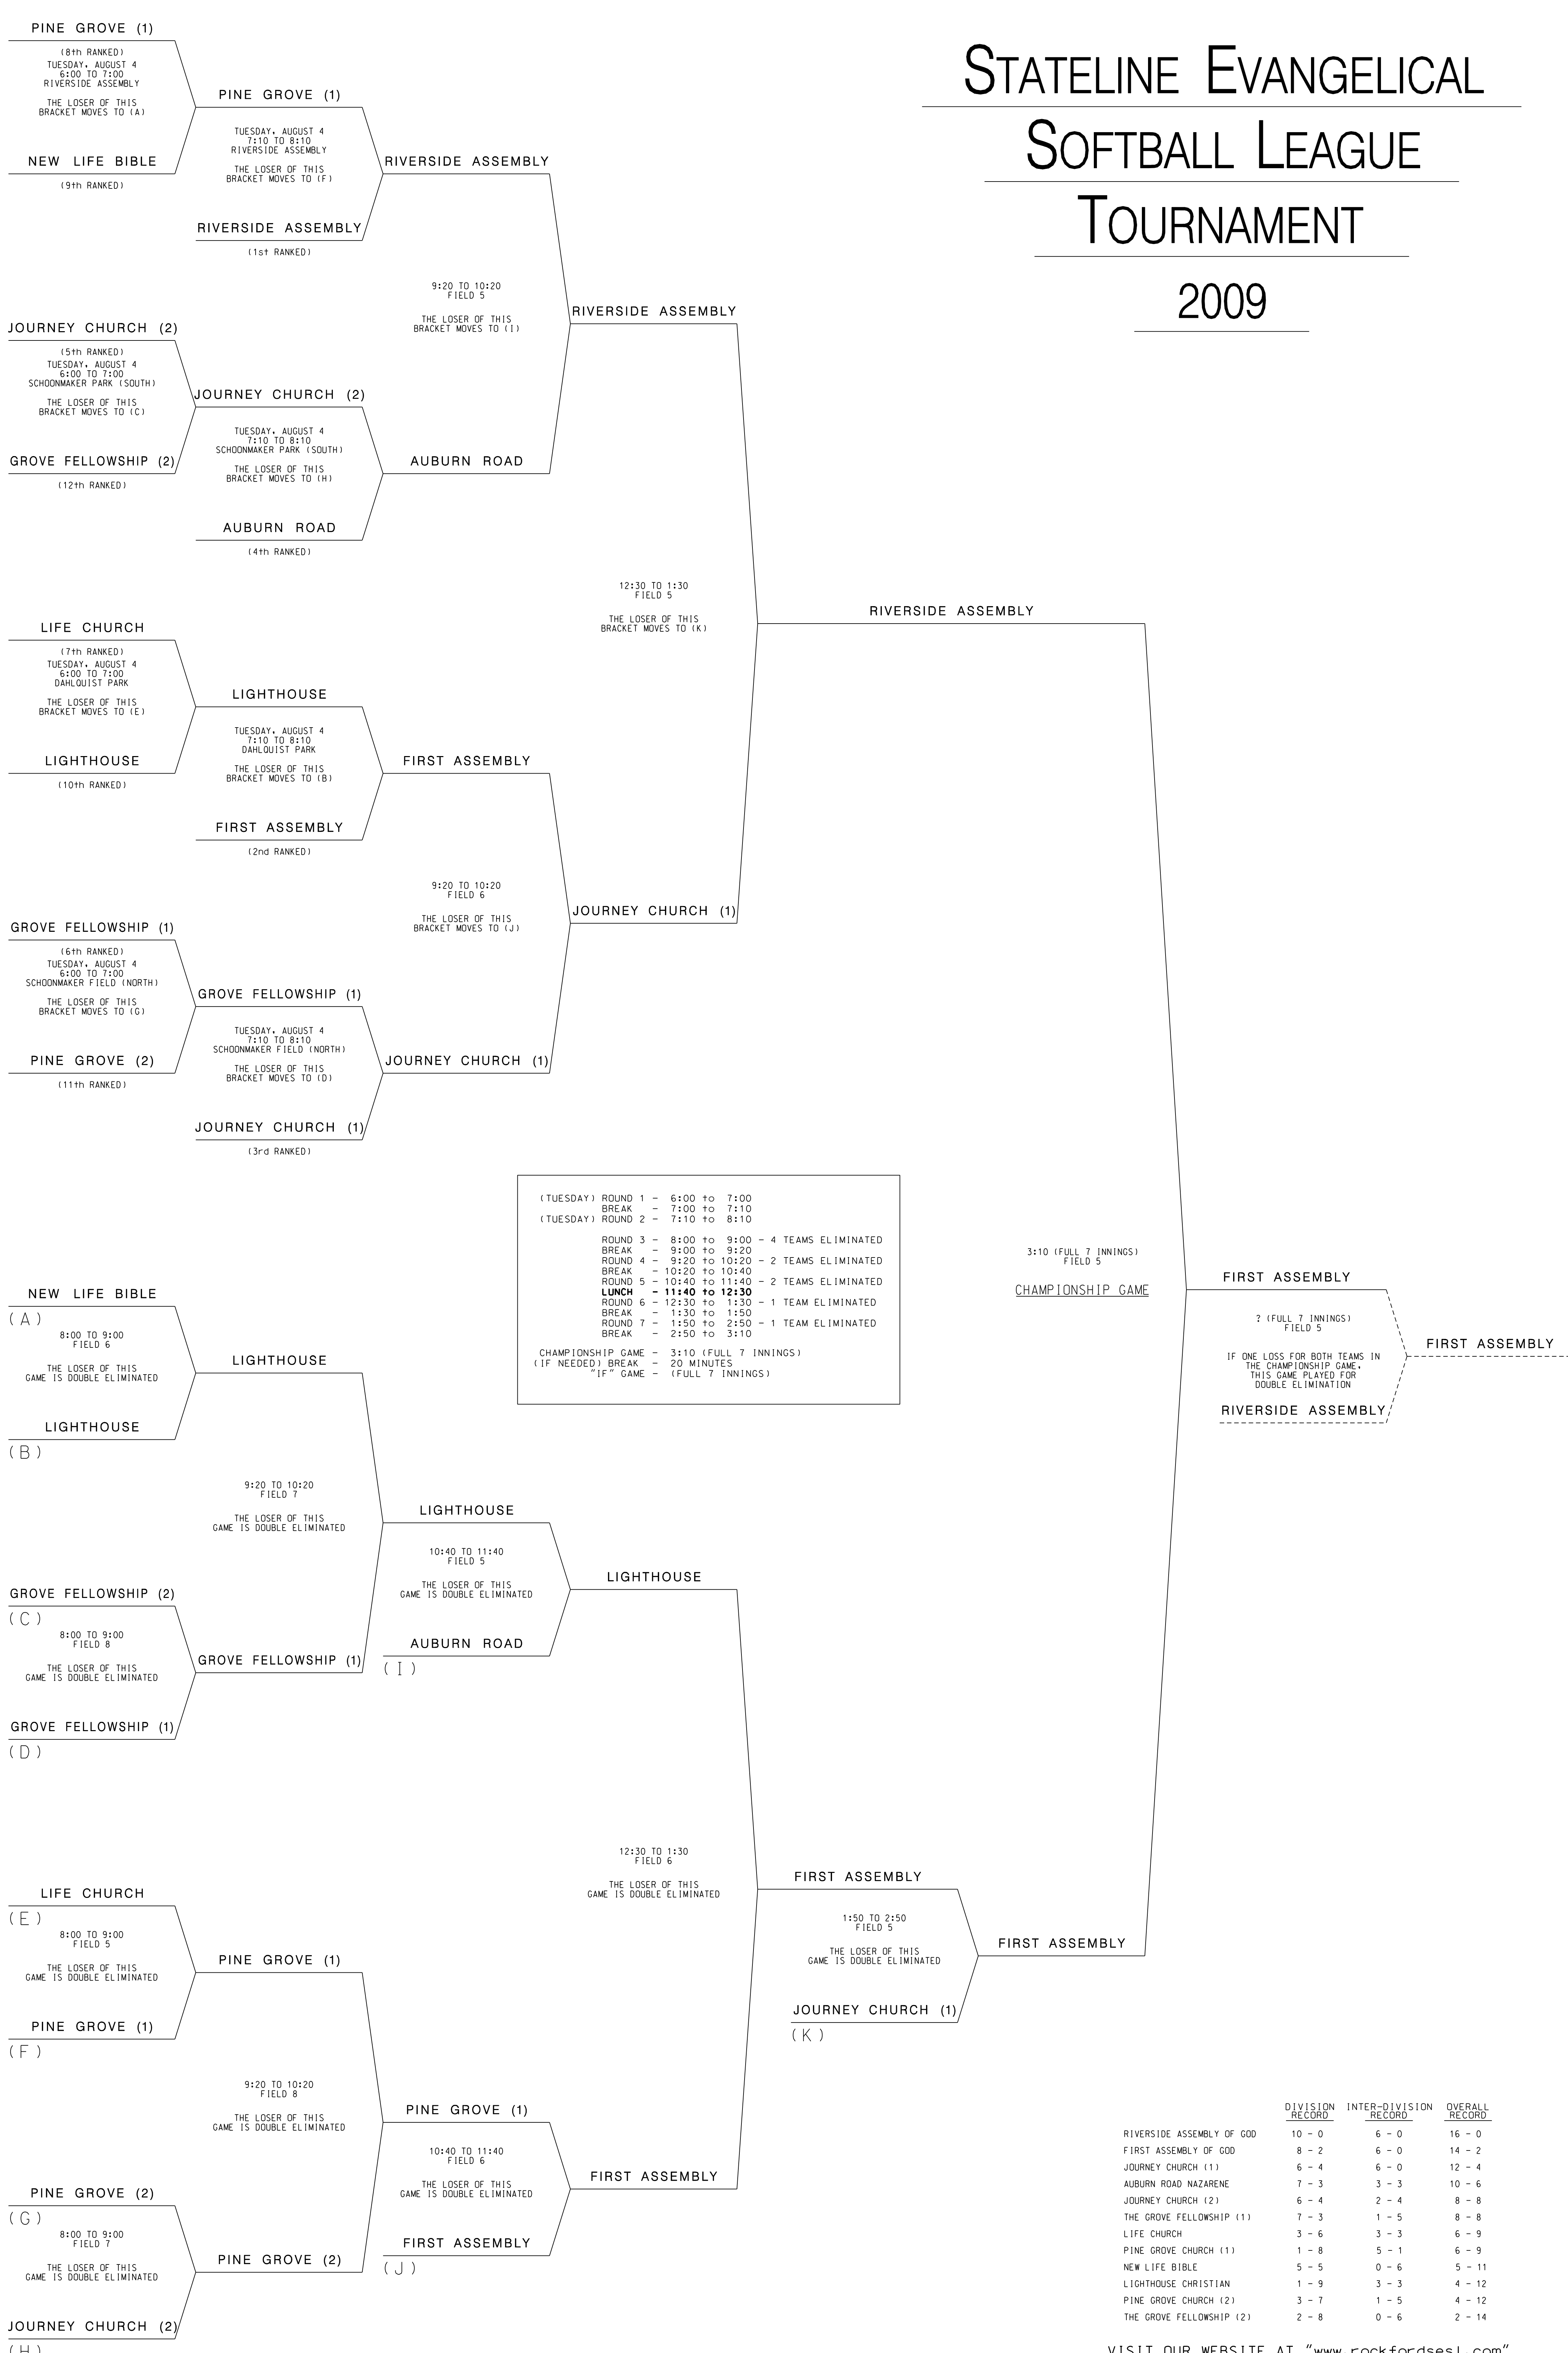 STATELINE EVANGELICAL
SOFTBALL LEAGUE
TOURNAMENT
2009
PINE GROVE (1)
(8th RANKED)
TUESDAY, AUGUST 4
6:00 TO 7:00
RIVERSIDE ASSEMBLY
THE LOSER OF THIS
BRACKET MOVES TO (A)
NEW LIFE BIBLE
(9th RANKED)
PINE GROVE (1)
TUESDAY, AUGUST 4
7:10 TO 8:10
RIVERSIDE ASSEMBLY
THE LOSER OF THIS
BRACKET MOVES TO (F)
RIVERSIDE ASSEMBLY
(1st RANKED)
RIVERSIDE ASSEMBLY
9:20 TO 10:20
FIELD 5
THE LOSER OF THIS
BRACKET MOVES TO (I)
RIVERSIDE ASSEMBLY
JOURNEY CHURCH (2)
(5th RANKED)
TUESDAY, AUGUST 4
6:00 TO 7:00
SCHOONMAKER PARK (SOUTH)
THE LOSER OF THIS
BRACKET MOVES TO (C)
GROVE FELLOWSHIP (2)
(12th RANKED)
JOURNEY CHURCH (2)
TUESDAY, AUGUST 4
7:10 TO 8:10
SCHOONMAKER PARK (SOUTH)
THE LOSER OF THIS
BRACKET MOVES TO (H)
AUBURN ROAD
(4th RANKED)
AUBURN ROAD
12:30 TO 1:30
FIELD 5
THE LOSER OF THIS
BRACKET MOVES TO (K)
RIVERSIDE ASSEMBLY
LIFE CHURCH
(7th RANKED)
TUESDAY, AUGUST 4
6:00 TO 7:00
DAHLQUIST PARK
THE LOSER OF THIS
BRACKET MOVES TO (E)
LIGHTHOUSE
(10th RANKED)
LIGHTHOUSE
TUESDAY, AUGUST 4
7:10 TO 8:10
DAHLQUIST PARK
THE LOSER OF THIS
BRACKET MOVES TO (B)
FIRST ASSEMBLY
(2nd RANKED)
FIRST ASSEMBLY
9:20 TO 10:20
FIELD 6
THE LOSER OF THIS
BRACKET MOVES TO (J)
JOURNEY CHURCH (1)
GROVE FELLOWSHIP (1)
(6th RANKED)
TUESDAY, AUGUST 4
6:00 TO 7:00
SCHOONMAKER FIELD (NORTH)
THE LOSER OF THIS
BRACKET MOVES TO (G)
PINE GROVE (2)
(11th RANKED)
GROVE FELLOWSHIP (1)
TUESDAY, AUGUST 4
7:10 TO 8:10
SCHOONMAKER FIELD (NORTH)
THE LOSER OF THIS
BRACKET MOVES TO (D)
JOURNEY CHURCH (1)
(3rd RANKED)
JOURNEY CHURCH (1)
(TUESDAY) ROUND 1 - 6:00 to 7:00
BREAK - 7:00 to 7:10
(TUESDAY) ROUND 2 - 7:10 to 8:10
ROUND 3 - 8:00 to 9:00 - 4 TEAMS ELIMINATED
BREAK - 9:00 to 9:20
ROUND 4 - 9:20 to 10:20 - 2 TEAMS ELIMINATED
BREAK - 10:20 to 10:40
ROUND 5 - 10:40 to 11:40 - 2 TEAMS ELIMINATED
LUNCH - 11:40 to 12:30
ROUND 6 - 12:30 to 1:30 - 1 TEAM ELIMINATED
BREAK - 1:30 to 1:50
ROUND 7 - 1:50 to 2:50 - 1 TEAM ELIMINATED
BREAK - 2:50 to 3:10
CHAMPIONSHIP GAME - 3:10 (FULL 7 INNINGS)
(IF NEEDED) BREAK - 20 MINUTES
"IF" GAME - (FULL 7 INNINGS)
3:10 (FULL 7 INNINGS)
FIELD 5
CHAMPIONSHIP GAME
FIRST ASSEMBLY
? (FULL 7 INNINGS)
FIELD 5
IF ONE LOSS FOR BOTH TEAMS IN
THE CHAMPIONSHIP GAME,
THIS GAME PLAYED FOR
DOUBLE ELIMINATION
RIVERSIDE ASSEMBLY
FIRST ASSEMBLY
NEW LIFE BIBLE
(A)
8:00 TO 9:00
FIELD 6
THE LOSER OF THIS
GAME IS DOUBLE ELIMINATED
LIGHTHOUSE
(B)
LIGHTHOUSE
9:20 TO 10:20
FIELD 7
THE LOSER OF THIS
GAME IS DOUBLE ELIMINATED
GROVE FELLOWSHIP (2)
(C)
8:00 TO 9:00
FIELD 8
THE LOSER OF THIS
GAME IS DOUBLE ELIMINATED
GROVE FELLOWSHIP (1)
(D)
GROVE FELLOWSHIP (1)
LIGHTHOUSE
10:40 TO 11:40
FIELD 5
THE LOSER OF THIS
GAME IS DOUBLE ELIMINATED
AUBURN ROAD
(I)
LIGHTHOUSE
12:30 TO 1:30
FIELD 6
THE LOSER OF THIS
GAME IS DOUBLE ELIMINATED
FIRST ASSEMBLY
1:50 TO 2:50
FIELD 5
THE LOSER OF THIS
GAME IS DOUBLE ELIMINATED
JOURNEY CHURCH (1)
(K)
FIRST ASSEMBLY
LIFE CHURCH
(E)
8:00 TO 9:00
FIELD 5
THE LOSER OF THIS
GAME IS DOUBLE ELIMINATED
PINE GROVE (1)
(F)
PINE GROVE (1)
9:20 TO 10:20
FIELD 8
THE LOSER OF THIS
GAME IS DOUBLE ELIMINATED
PINE GROVE (2)
(G)
8:00 TO 9:00
FIELD 7
THE LOSER OF THIS
GAME IS DOUBLE ELIMINATED
JOURNEY CHURCH (2)
(H)
PINE GROVE (2)
PINE GROVE (1)
10:40 TO 11:40
FIELD 6
THE LOSER OF THIS
GAME IS DOUBLE ELIMINATED
FIRST ASSEMBLY
(J)
FIRST ASSEMBLY
DIVISION INTER-DIVISION OVERALL
RECORD RECORD RECORD
RIVERSIDE ASSEMBLY OF GOD 10 - 0 6 - 0 16 - 0
FIRST ASSEMBLY OF GOD 8 - 2 6 - 0 14 - 2
JOURNEY CHURCH (1) 6 - 4 6 - 0 12 - 4
AUBURN ROAD NAZARENE 7 - 3 3 - 3 10 - 6
JOURNEY CHURCH (2) 6 - 4 2 - 4 8 - 8
THE GROVE FELLOWSHIP (1) 7 - 3 1 - 5 8 - 8
LIFE CHURCH 3 - 6 3 - 3 6 - 9
PINE GROVE CHURCH (1) 1 - 8 5 - 1 6 - 9
NEW LIFE BIBLE 5 - 5 0 - 6 5 - 11
LIGHTHOUSE CHRISTIAN 1 - 9 3 - 3 4 - 12
PINE GROVE CHURCH (2) 3 - 7 1 - 5 4 - 12
THE GROVE FELLOWSHIP (2) 2 - 8 0 - 6 2 - 14
VISIT OUR WEBSITE AT "www.rockfordsesl.com"